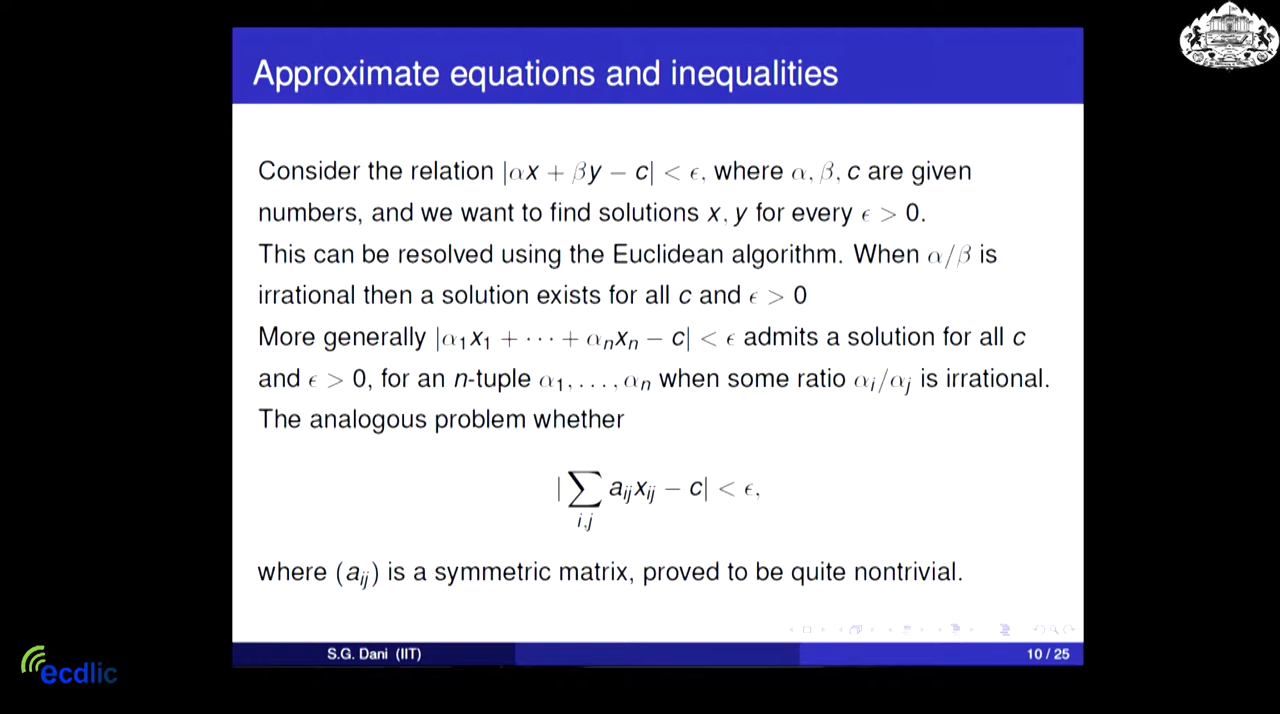 Approximate equations and inequalities
Consider the relation |αx + βy − c| < ϵ, where α, β, c are given
numbers, and we want to find solutions x, y for every ϵ > 0.
This can be resolved using the Euclidean algorithm. When α/β is
irrational then a solution exists for all c and ϵ > 0
More generally |α₁x₁ + ⋯ + αₙxₙ − c| < ϵ admits a solution for all c
and ϵ > 0, for an n-tuple α₁, . . . , αₙ when some ratio αᵢ/αⱼ is irrational.
The analogous problem whether
|∑ aᵢⱼxᵢⱼ − c| < ϵ,
i,j
where (aᵢⱼ) is a symmetric matrix, proved to be quite nontrivial.
S.G. Dani (IIT)
10 / 25
ecdlic